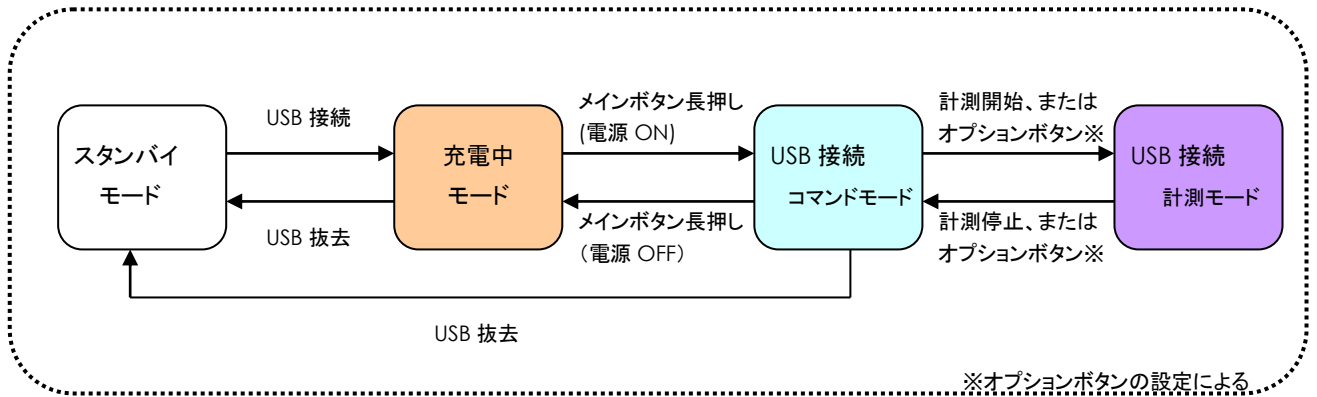 スタンバイ
モード
USB 接続
USB 抜去
充電中
モード
メインボタン長押し
(電源 ON)
メインボタン長押し
（電源 OFF）
USB 接続
コマンドモード
計測開始、または
オプションボタン※
計測停止、または
オプションボタン※
USB 接続
計測モード
USB 抜去
※オプションボタンの設定による